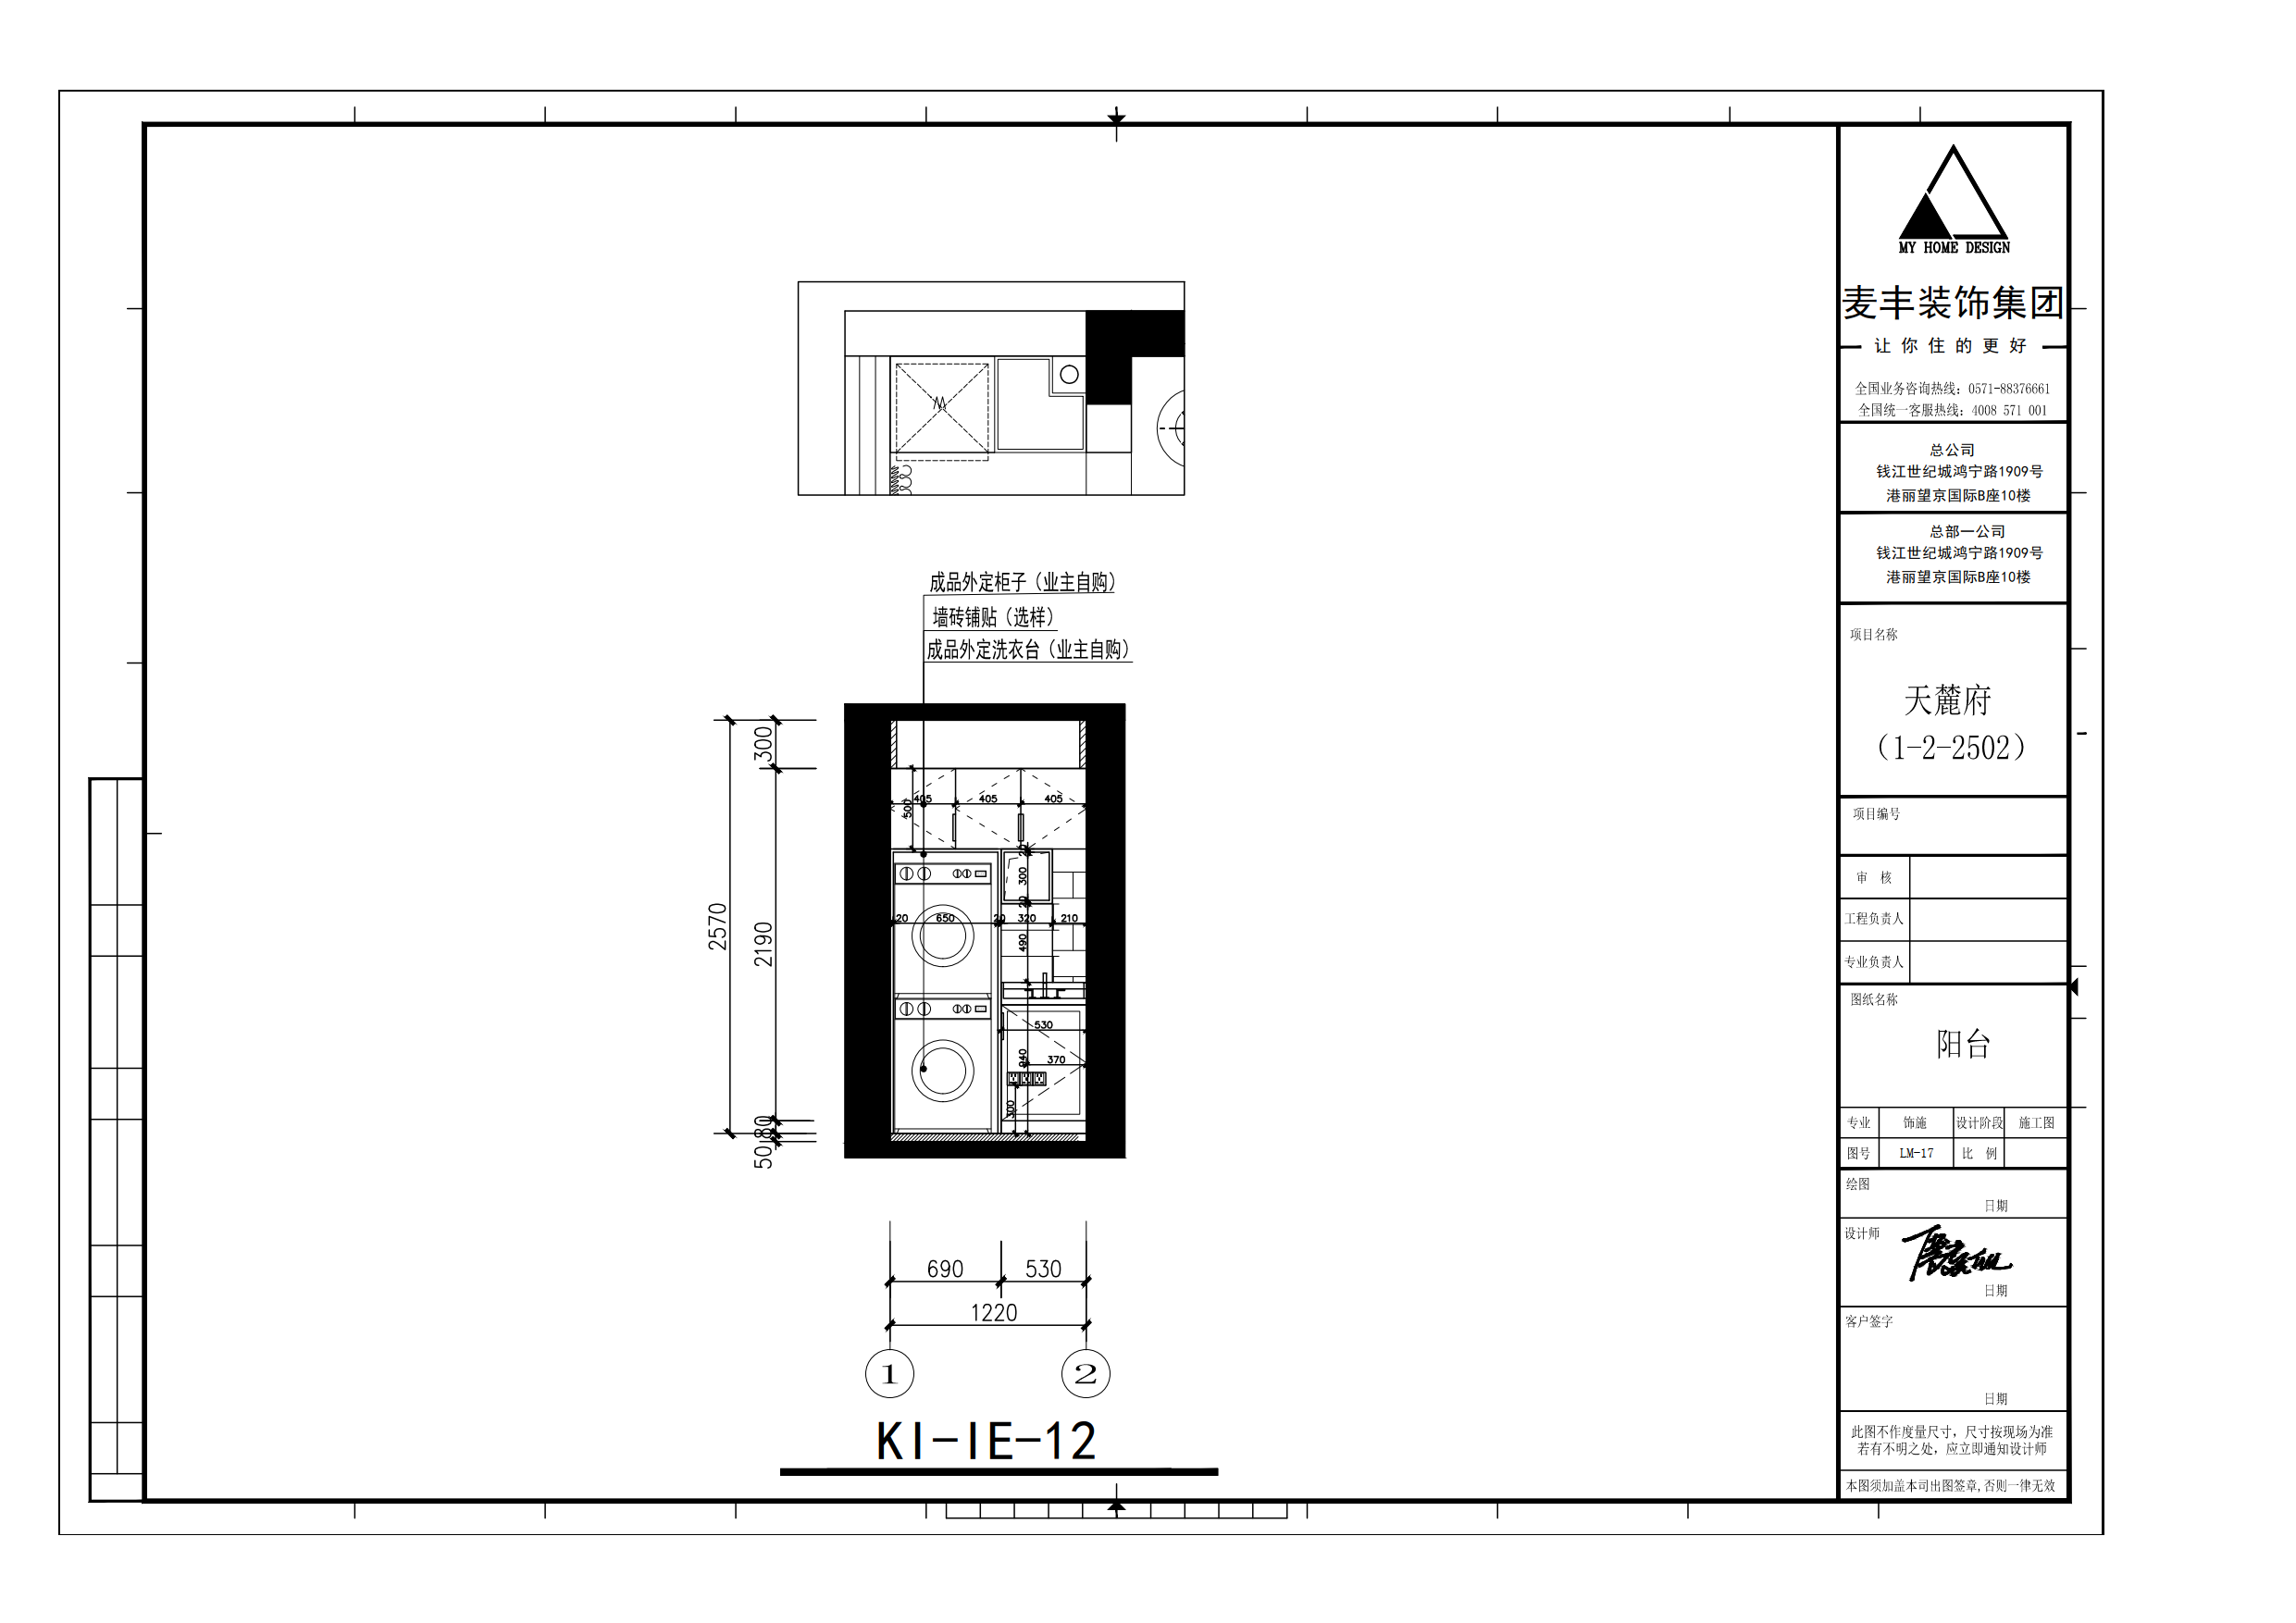 成品外定柜子（业主自购）
墙砖铺贴（选样）
成品外定洗衣台（业主自购）
M
300
2570
2190
80
50
500
405
405
405
20
300
20
20
650
20
320
210
490
530
940
370
300
690
530
1220
1
2
KI-IE-12
MY HOME DESIGN
麦丰装饰集团
让你住的更好
全国业务咨询热线：0571-88376661
全国统一客服热线：4008 571 001
总公司
钱江世纪城鸿宁路1909号
港丽望京国际B座10楼
总部一公司
钱江世纪城鸿宁路1909号
港丽望京国际B座10楼
项目名称
天麓府
（1-2-2502）
项目编号
审 核
工程负责人
专业负责人
图纸名称
阳台
专业 饰施 设计阶段 施工图
图号 LM-17 比 例
绘图
日期
设计师
日期
客户签字
日期
此图不作度量尺寸，尺寸按现场为准
若有不明之处，应立即通知设计师
本图须加盖本司出图签章,否则一律无效